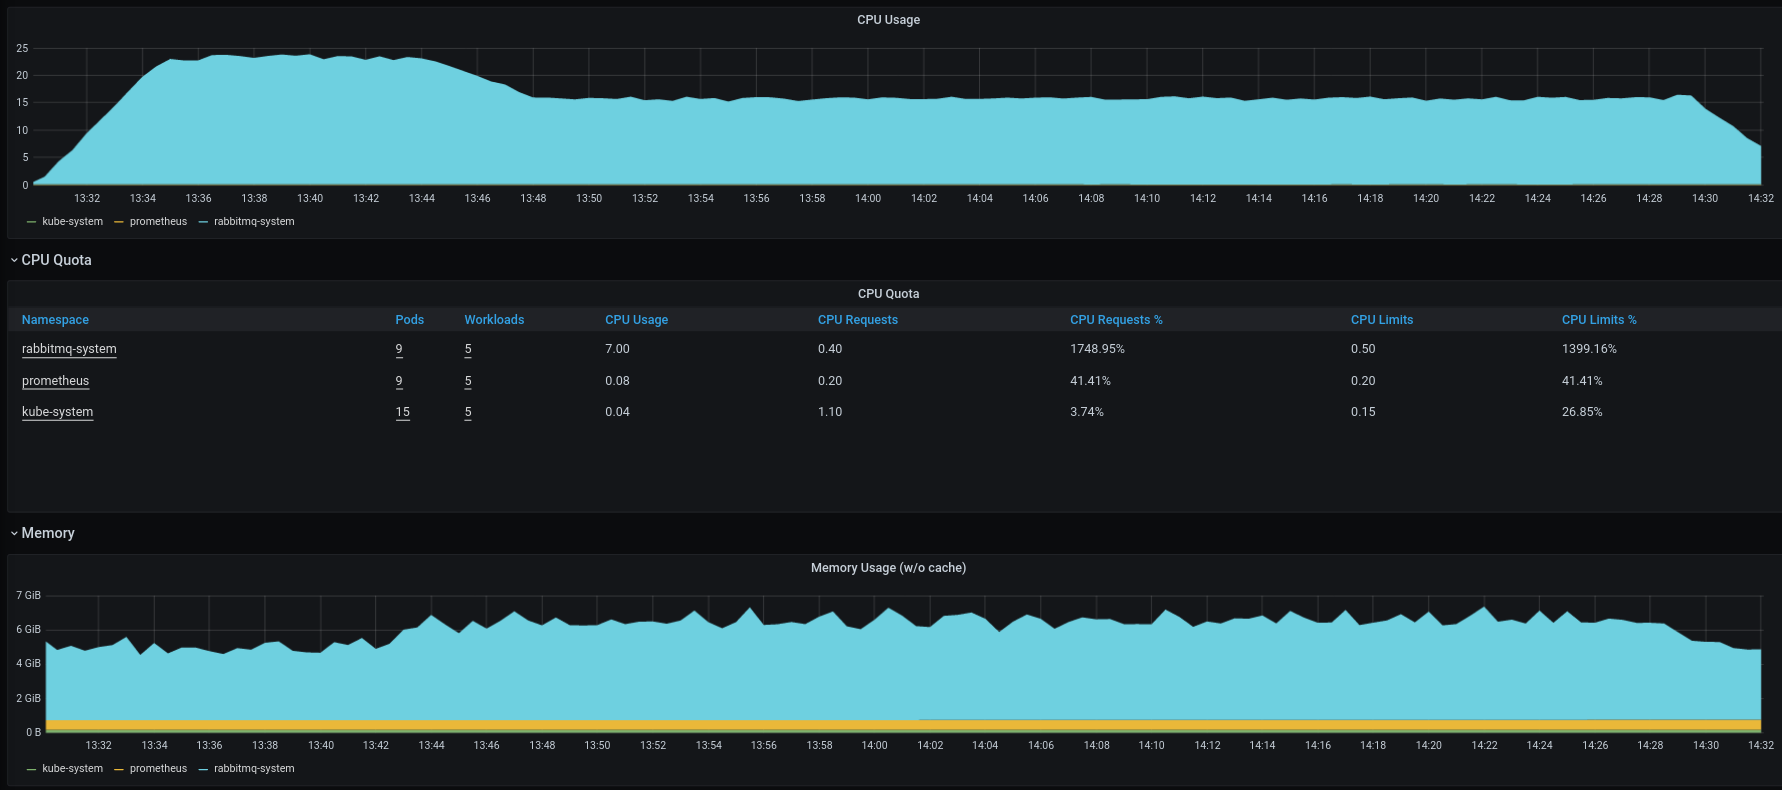 CPU Usage
25
20
15
10
5
0
13:32 13:34 13:36 13:38 13:40 13:42 13:44 13:46 13:48 13:50 13:52 13:54 13:56 13:58 14:00 14:02 14:04 14:06 14:08 14:10 14:12 14:14 14:16 14:18 14:20 14:22 14:24 14:26 14:28 14:30 14:32
kube-system prometheus rabbitmq-system
CPU Quota
CPU Quota
Namespace Pods Workloads CPU Usage CPU Requests CPU Requests % CPU Limits CPU Limits %
rabbitmq-system 9 5 7.00 0.40 1748.95% 0.50 1399.16%
prometheus 9 5 0.08 0.20 41.41% 0.20 41.41%
kube-system 15 5 0.04 1.10 3.74% 0.15 26.85%
Memory
Memory Usage (w/o cache)
7 GiB
6 GiB
4 GiB
2 GiB
0 B
13:32 13:34 13:36 13:38 13:40 13:42 13:44 13:46 13:48 13:50 13:52 13:54 13:56 13:58 14:00 14:02 14:04 14:06 14:08 14:10 14:12 14:14 14:16 14:18 14:20 14:22 14:24 14:26 14:28 14:30 14:32
kube-system prometheus rabbitmq-system